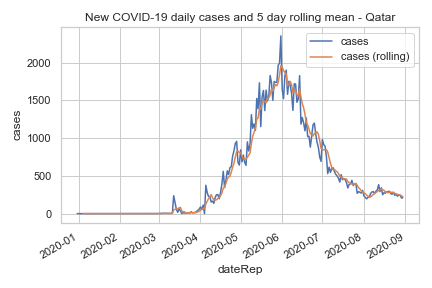 New COVID-19 daily cases and 5 day rolling mean - Qatar
cases
cases (rolling)
cases
2000
1500
1000
500
0
2020-01
2020-02
2020-03
2020-04
2020-05
2020-06
2020-07
2020-08
2020-09
dateRep